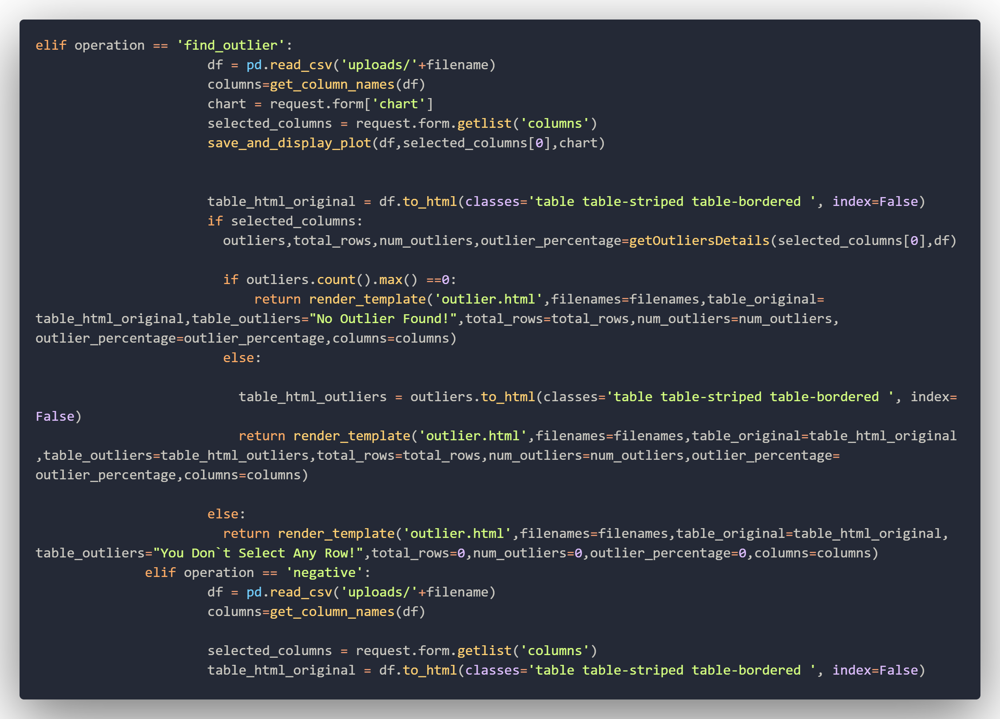 elif operation == 'find_outlier':
df = pd.read_csv('uploads/'+filename)
columns=get_column_names(df)
chart = request.form['chart']
selected_columns = request.form.getlist('columns')
save_and_display_plot(df,selected_columns[0],chart)
table_html_original = df.to_html(classes='table table-striped table-bordered ', index=False)
if selected_columns:
outliers,total_rows,num_outliers,outlier_percentage=getOutliersDetails(selected_columns[0],df)
if outliers.count().max() ==0:
return render_template('outlier.html',filenames=filenames,table_original=
table_html_original,table_outliers="No Outlier Found!",total_rows=total_rows,num_outliers=num_outliers,
outlier_percentage=outlier_percentage,columns=columns)
else:
table_html_outliers = outliers.to_html(classes='table table-striped table-bordered ', index=
False)
return render_template('outlier.html',filenames=filenames,table_original=table_html_original
,table_outliers=table_html_outliers,total_rows=total_rows,num_outliers=num_outliers,outlier_percentage=
outlier_percentage,columns=columns)
else:
return render_template('outlier.html',filenames=filenames,table_original=table_html_original,
table_outliers="You Don`t Select Any Row!",total_rows=0,num_outliers=0,outlier_percentage=0,columns=columns)
elif operation == 'negative':
df = pd.read_csv('uploads/'+filename)
columns=get_column_names(df)
selected_columns = request.form.getlist('columns')
table_html_original = df.to_html(classes='table table-striped table-bordered ', index=False)